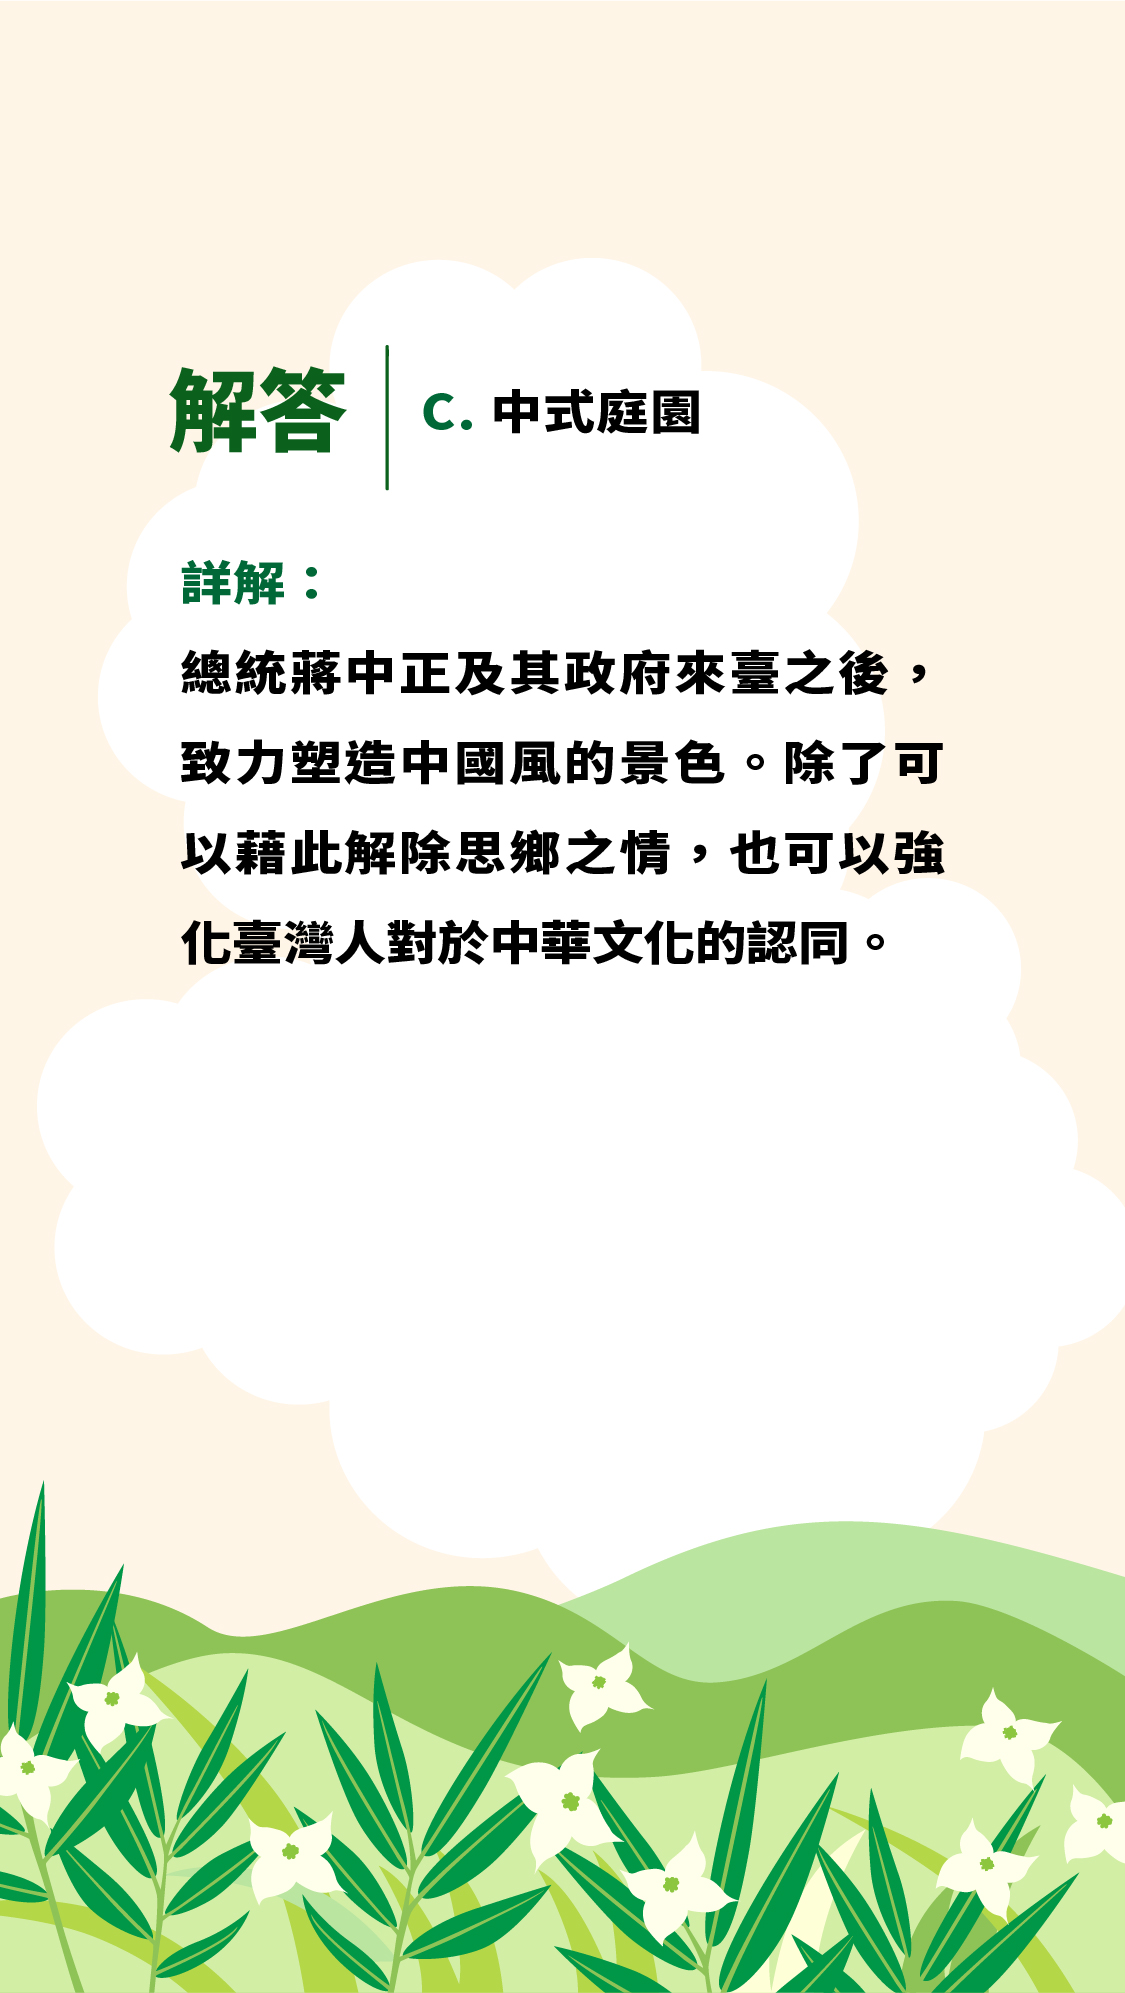 解答
C. 中式庭園
詳解：
總統蔣中正及其政府來臺之後，
致力塑造中國風的景色。除了可
以藉此解除思鄉之情，也可以強
化臺灣人對於中華文化的認同。